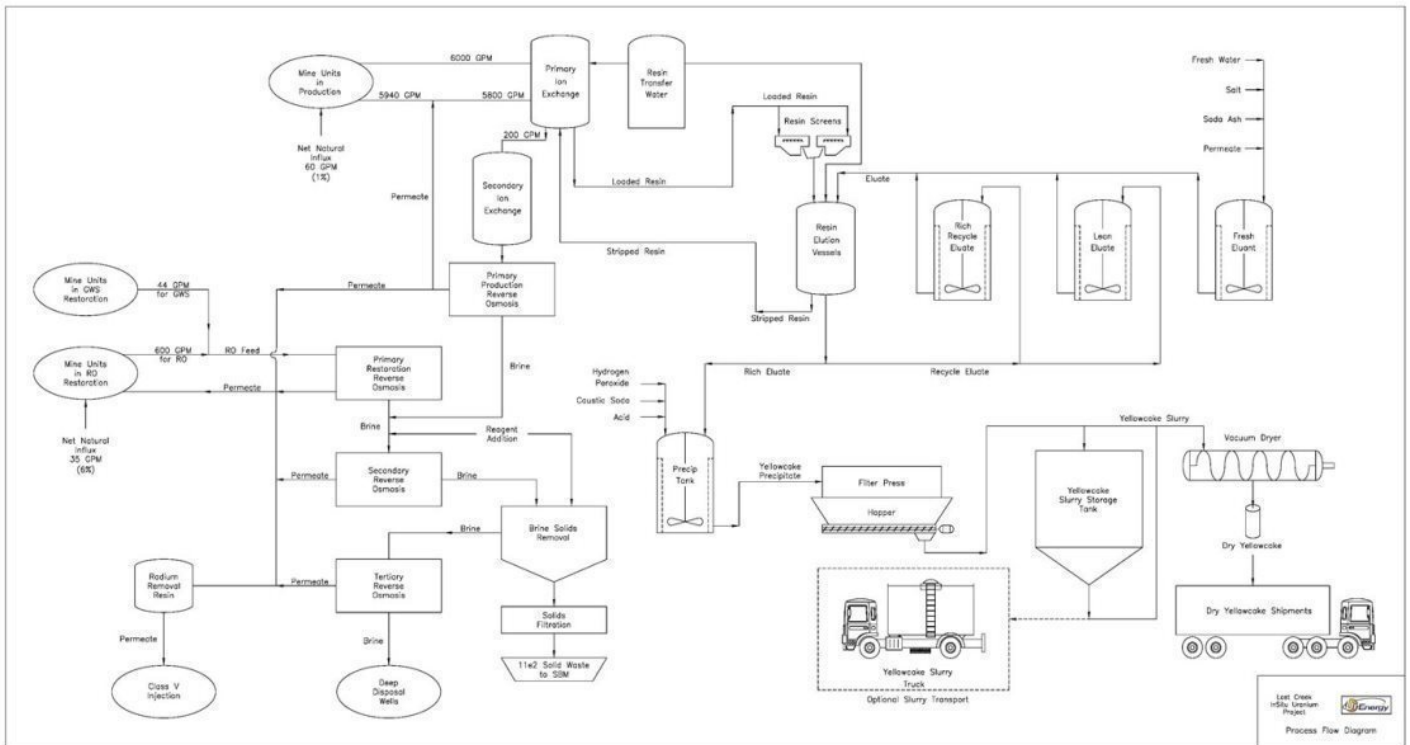 6000 GPM
Mine Units
in
Production
5940 GPM
5800 GPM
Primary
Ion
Exchange
Resin
Transfer
Water
Net Natural
Influx
60 GPM
(1%)
200 GPM
Secondary
Ion
Exchange
Permeate
Loaded Resin
Loaded Resin
Resin Screens
Stripped Resin
Stripped Resin
Resin
Elution
Vessels
Eluate
Rich
Recycle
Eluate
Lean
Eluate
Fresh
Eluant
Fresh Water
Salt
Soda Ash
Permeate
Mine Units
in GWS
Restoration
44 GPM
for GWS
Permeate
Primary
Production
Reverse
Osmosis
Mine Units
in RO
Restoration
600 GPM
for RO
RO Feed
Permeate
Primary
Restoration
Reverse
Osmosis
Brine
Net Natural
Influx
35 GPM
(6%)
Brine
Reagent
Addition
Permeate
Secondary
Reverse
Osmosis
Brine
Brine Solids
Removal
Brine
Radium
Removal
Resin
Permeate
Tertiary
Reverse
Osmosis
Solids
Filtration
Permeate
Brine
11e2 Solid Waste
to SBM
Class V
Injection
Deep
Disposal
Wells
Rich Eluate
Recycle Eluate
Hydrogen
Peroxide
Caustic Soda
Acid
Precip
Tank
Yellowcake
Precipitate
Filter Press
Hopper
Yellowcake Slurry
Yellowcake
Slurry Storage
Tank
Vacuum Dryer
Dry Yellowcake
Dry Yellowcake Shipments
Yellowcake Slurry
Truck
Optional Slurry Transport
Lost Creek
InSitu Uranium
Project
Energy
Process Flow Diagram